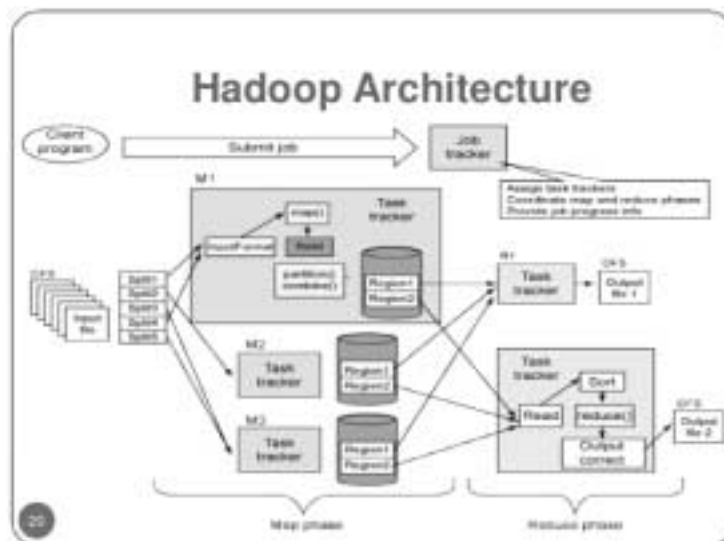 Hadoop Architecture
Client
program
Submit job
Job
tracker
Assign task trackers
Coordinate map and reduce phases
Provide job progress info
M1
Task
tracker
map()
InputFormat
partition()
combine()
Region1
Region2
DFS
Input
file
Split1
Split2
Split3
Split4
Split5
M2
Task
tracker
Region1
Region2
M3
Task
tracker
Region1
Region2
R1
Task
tracker
DFS
Output
file 1
Task
tracker
Sort
Read
reduce()
Output
correct
DFS
Output
file 2
20
Map phase
Reduce phase